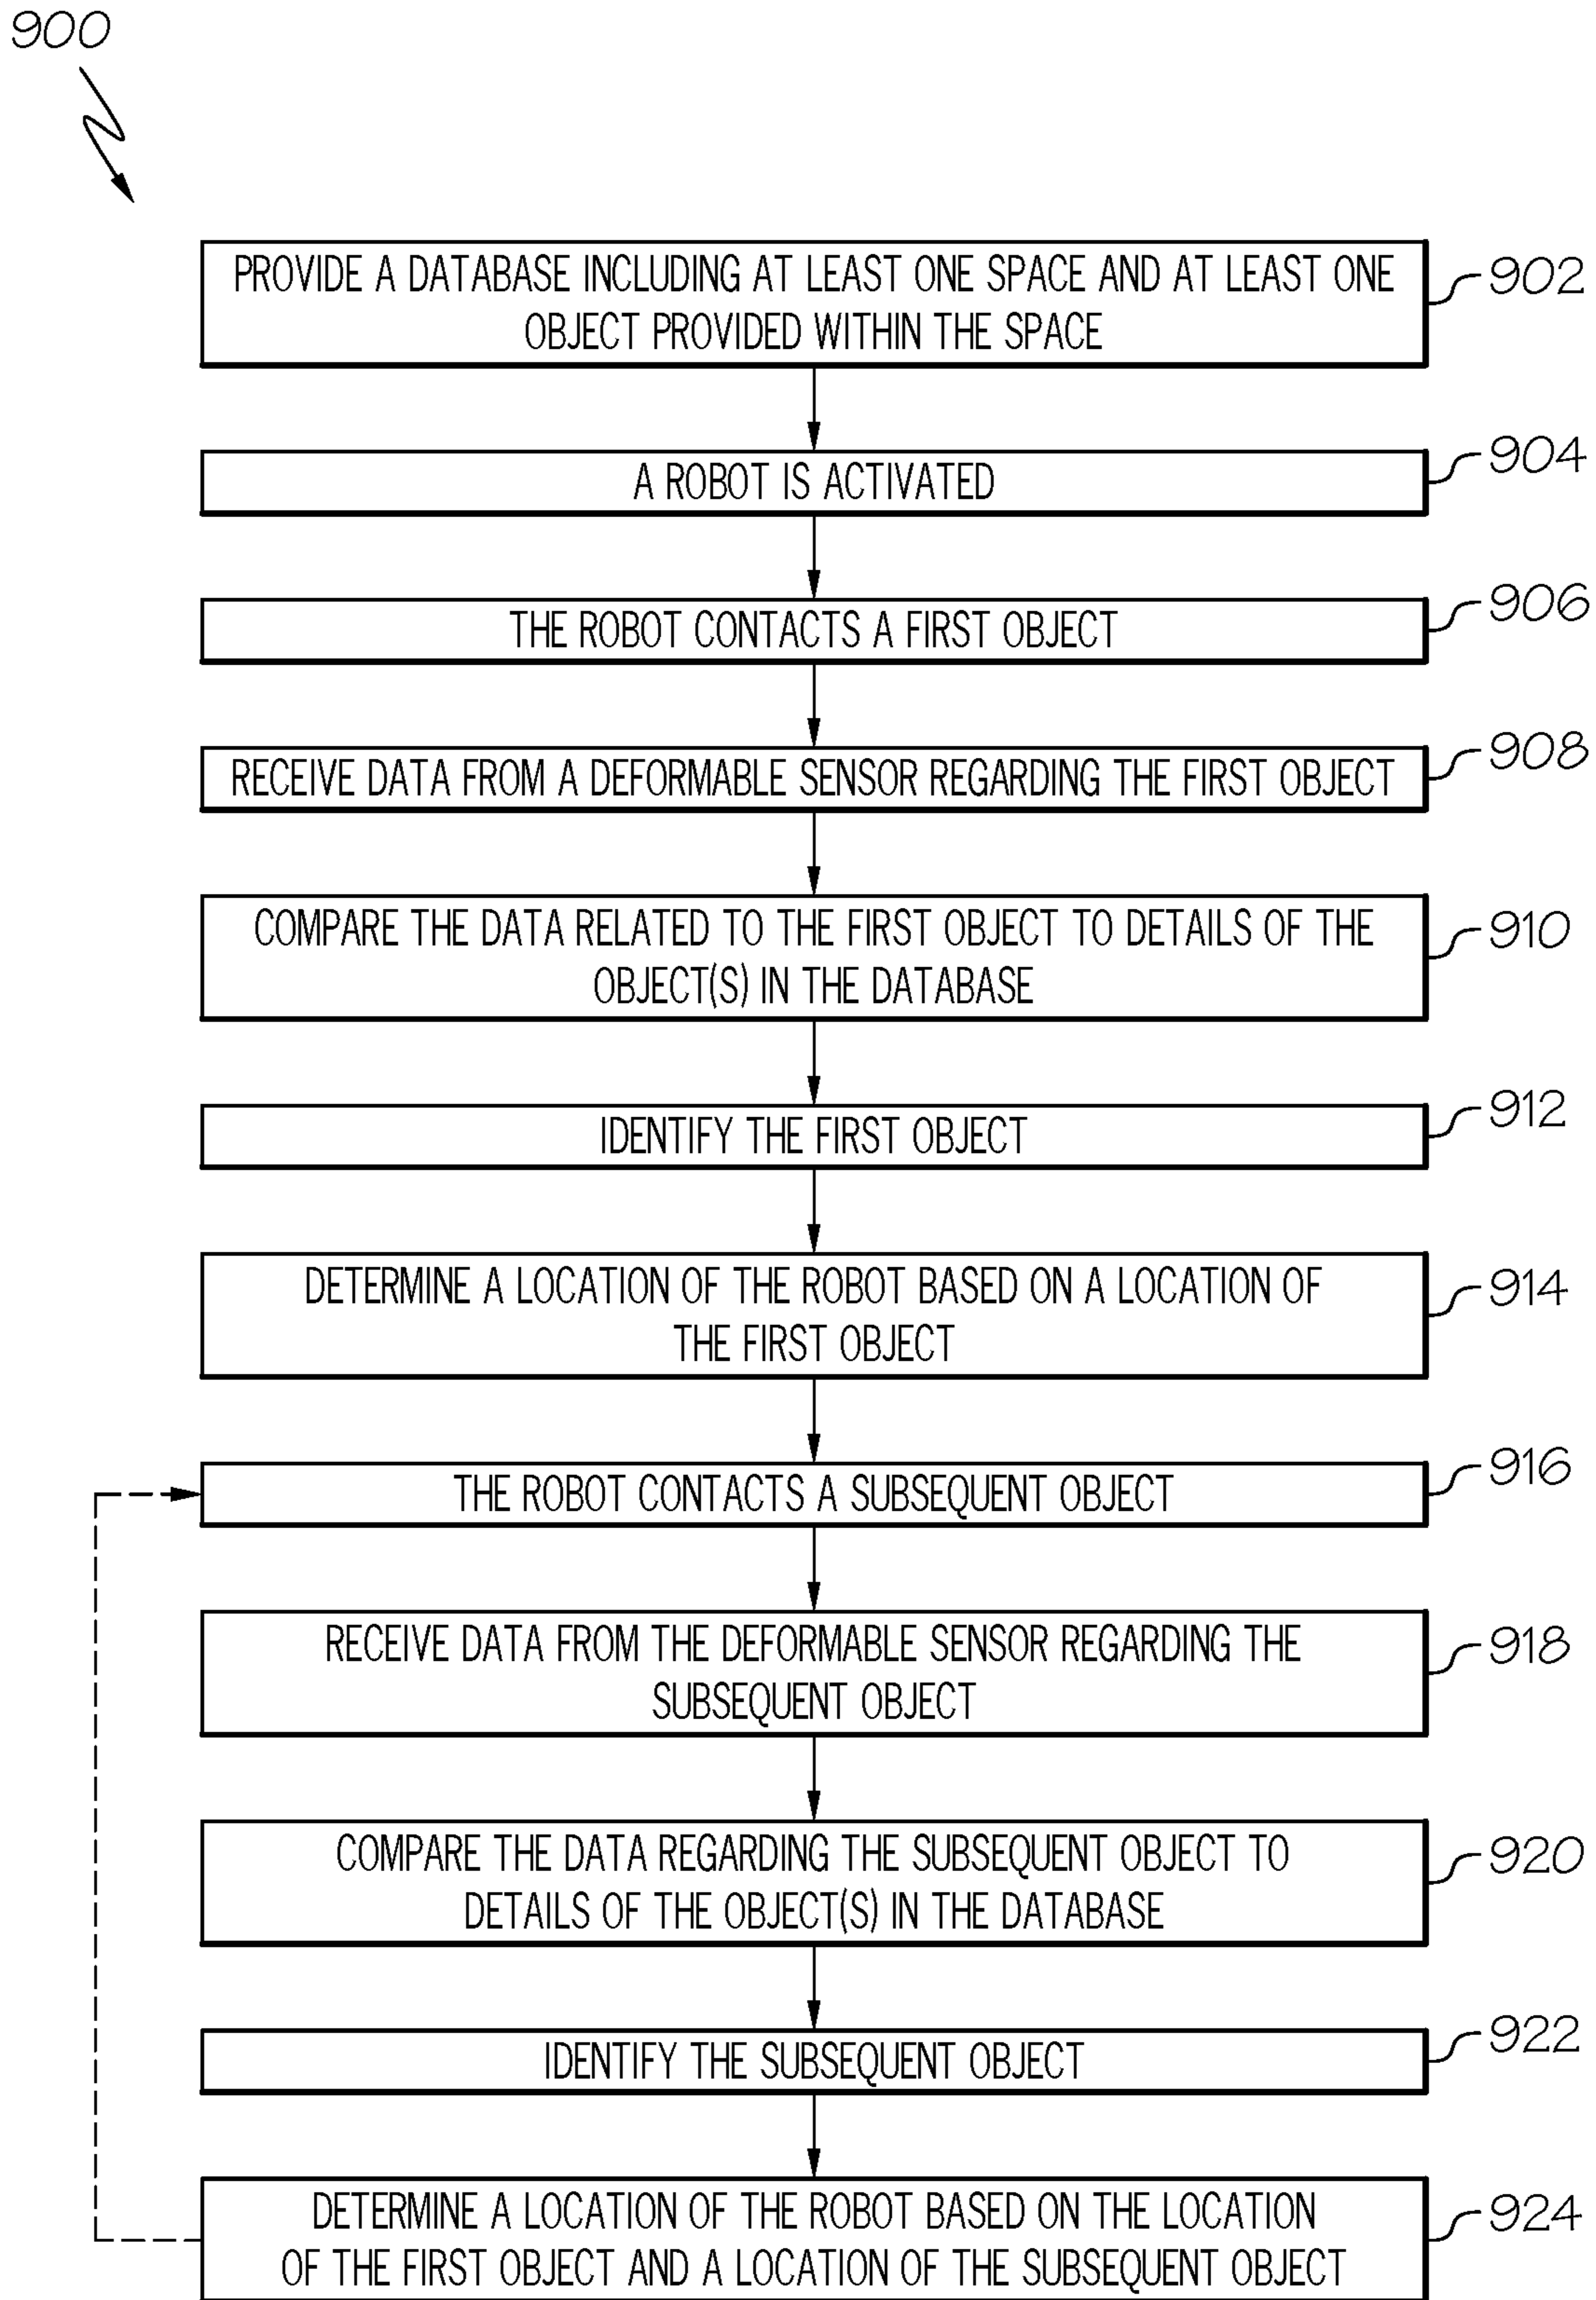 900
PROVIDE A DATABASE INCLUDING AT LEAST ONE SPACE AND AT LEAST ONE
OBJECT PROVIDED WITHIN THE SPACE
902
A ROBOT IS ACTIVATED
904
THE ROBOT CONTACTS A FIRST OBJECT
906
RECEIVE DATA FROM A DEFORMABLE SENSOR REGARDING THE FIRST OBJECT
908
COMPARE THE DATA RELATED TO THE FIRST OBJECT TO DETAILS OF THE
OBJECT(S) IN THE DATABASE
910
IDENTIFY THE FIRST OBJECT
912
DETERMINE A LOCATION OF THE ROBOT BASED ON A LOCATION OF
THE FIRST OBJECT
914
THE ROBOT CONTACTS A SUBSEQUENT OBJECT
916
RECEIVE DATA FROM THE DEFORMABLE SENSOR REGARDING THE
SUBSEQUENT OBJECT
918
COMPARE THE DATA REGARDING THE SUBSEQUENT OBJECT TO
DETAILS OF THE OBJECT(S) IN THE DATABASE
920
IDENTIFY THE SUBSEQUENT OBJECT
922
DETERMINE A LOCATION OF THE ROBOT BASED ON THE LOCATION
OF THE FIRST OBJECT AND A LOCATION OF THE SUBSEQUENT OBJECT
924